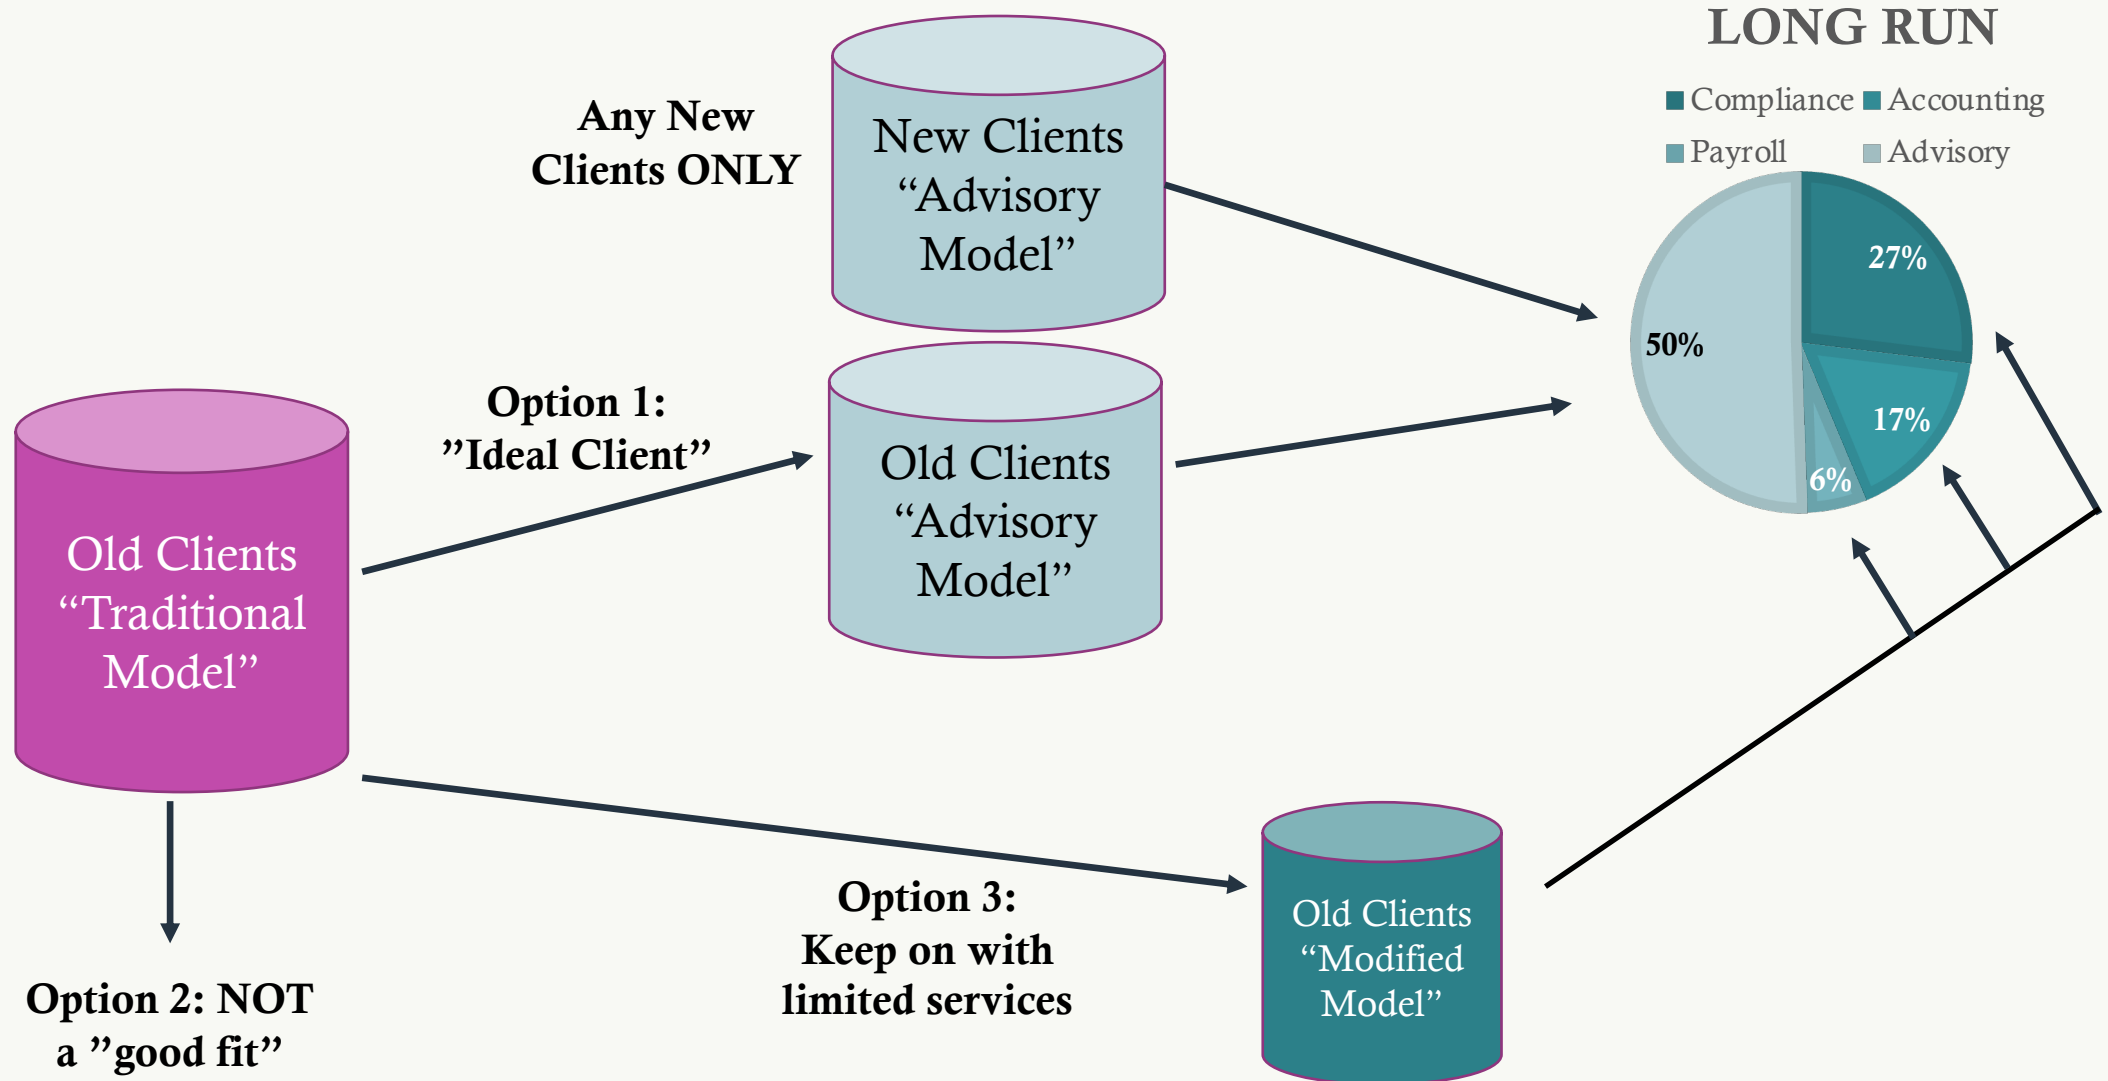 LONG RUN
Compliance Accounting
Payroll Advisory
27%
50%
17%
6%
Any New
Clients ONLY
New Clients
“Advisory
Model”
Option 1:
”Ideal Client”
Old Clients
“Advisory
Model”
Old Clients
“Traditional
Model”
Option 2: NOT
a ”good fit”
Option 3:
Keep on with
limited services
Old Clients
“Modified
Model”